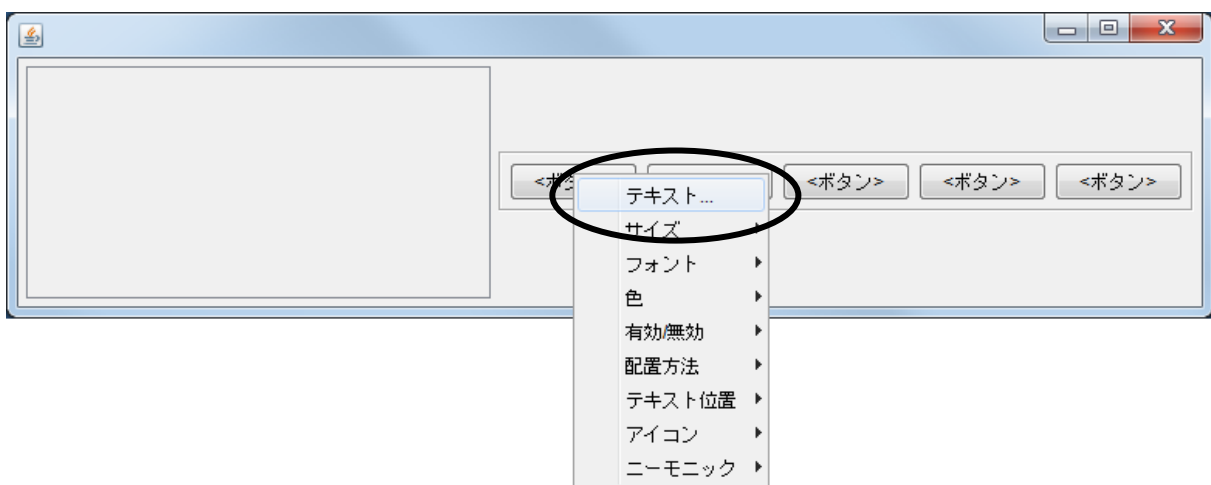 <ボタン> <ボタン> <ボタン>
テキスト...
サイズ
フォント
色
有効/無効
配置方法
テキスト位置
アイコン
ニーモニック